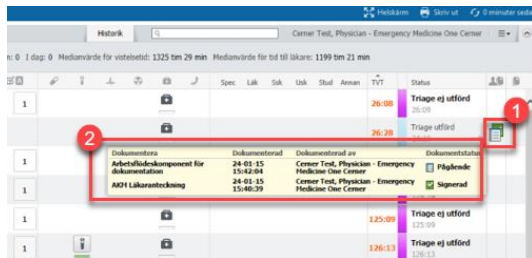 Helskärm Skriv ut 0 minuter seda
Historik Cerner Test, Physician - Emergency Medicine One Cerner
n: 0 I dag: 0 Medianvärde för vistelsetid: 1325 tim 29 min Medianvärde för tid till läkare: 1199 tim 21 min
Spec Läk Ssk Usk Stud Annan TVT Status
1 26:08 Triage ej utförd
26:09
1
26:28 Triage utförd
2
Dokumentera Dokumenterad Dokumenterad av Dokumentstatus
Arbetsflödeskomponent för dokumentation 24-01-15 15:42:04 Cerner Test, Physician - Emergency Medicine One Cerner Pågående
AKM Läkaranteckning 24-01-15 15:40:39 Cerner Test, Physician - Emergency Medicine One Cerner Signerad
1
1
1 125:09 Triage ej utförd
125:09
1 126:13 Triage ej utförd
126:13